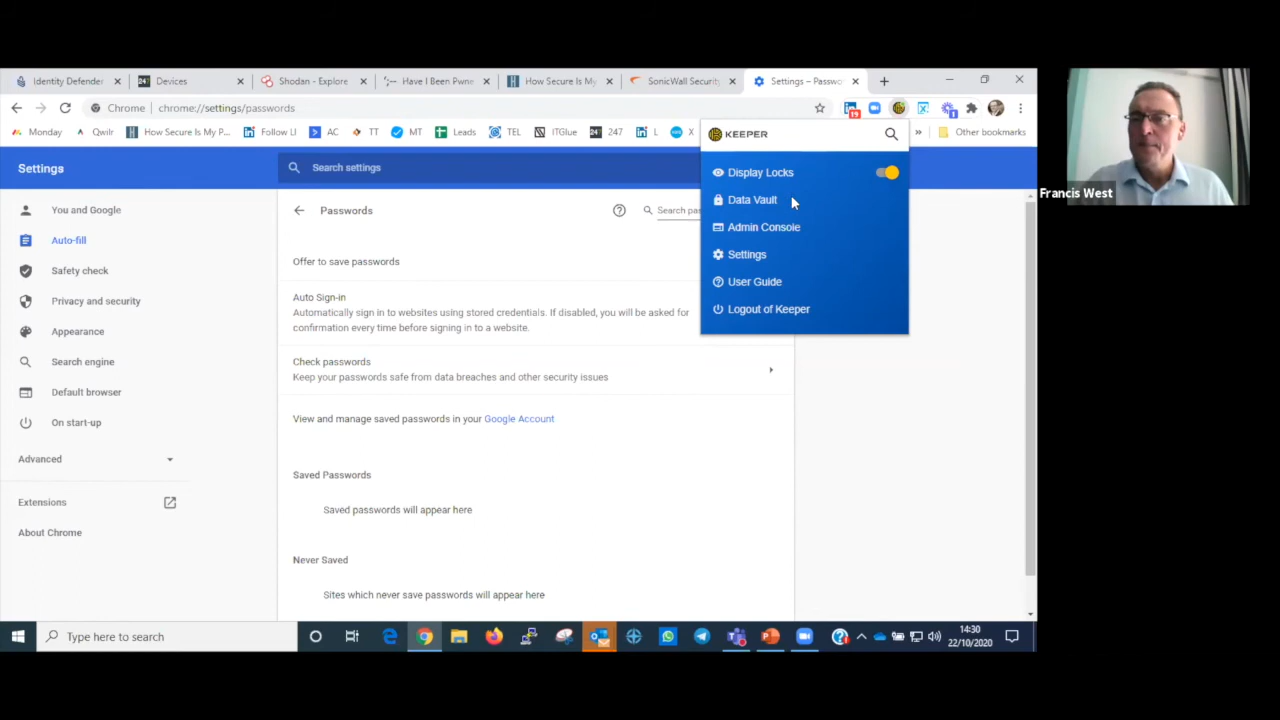 Identity Defender
Devices
Shodan - Explore
Have I Been Pwne
How Secure Is My
SonicWall Security
Settings – Passwo
Chrome
chrome://settings/passwords
19
1
Monday
Qwilr
How Secure Is My P...
Follow LI
AC
TT
MT
Leads
TEL
ITGlue
24|7
247
L
X
»
Other bookmarks
KEEPER
Display Locks
Data Vault
Admin Console
Settings
User Guide
Logout of Keeper
Francis West
Settings
Search settings
You and Google
Auto-fill
Safety check
Privacy and security
Appearance
Search engine
Default browser
On start-up
Advanced
Extensions
About Chrome
Passwords
Search pas
Offer to save passwords
Auto Sign-in
Automatically sign in to websites using stored credentials. If disabled, you will be asked for
confirmation every time before signing in to a website.
Check passwords
Keep your passwords safe from data breaches and other security issues
View and manage saved passwords in your Google Account
Saved Passwords
Saved passwords will appear here
Never Saved
Sites which never save passwords will appear here
Type here to search
14:30
22/10/2020